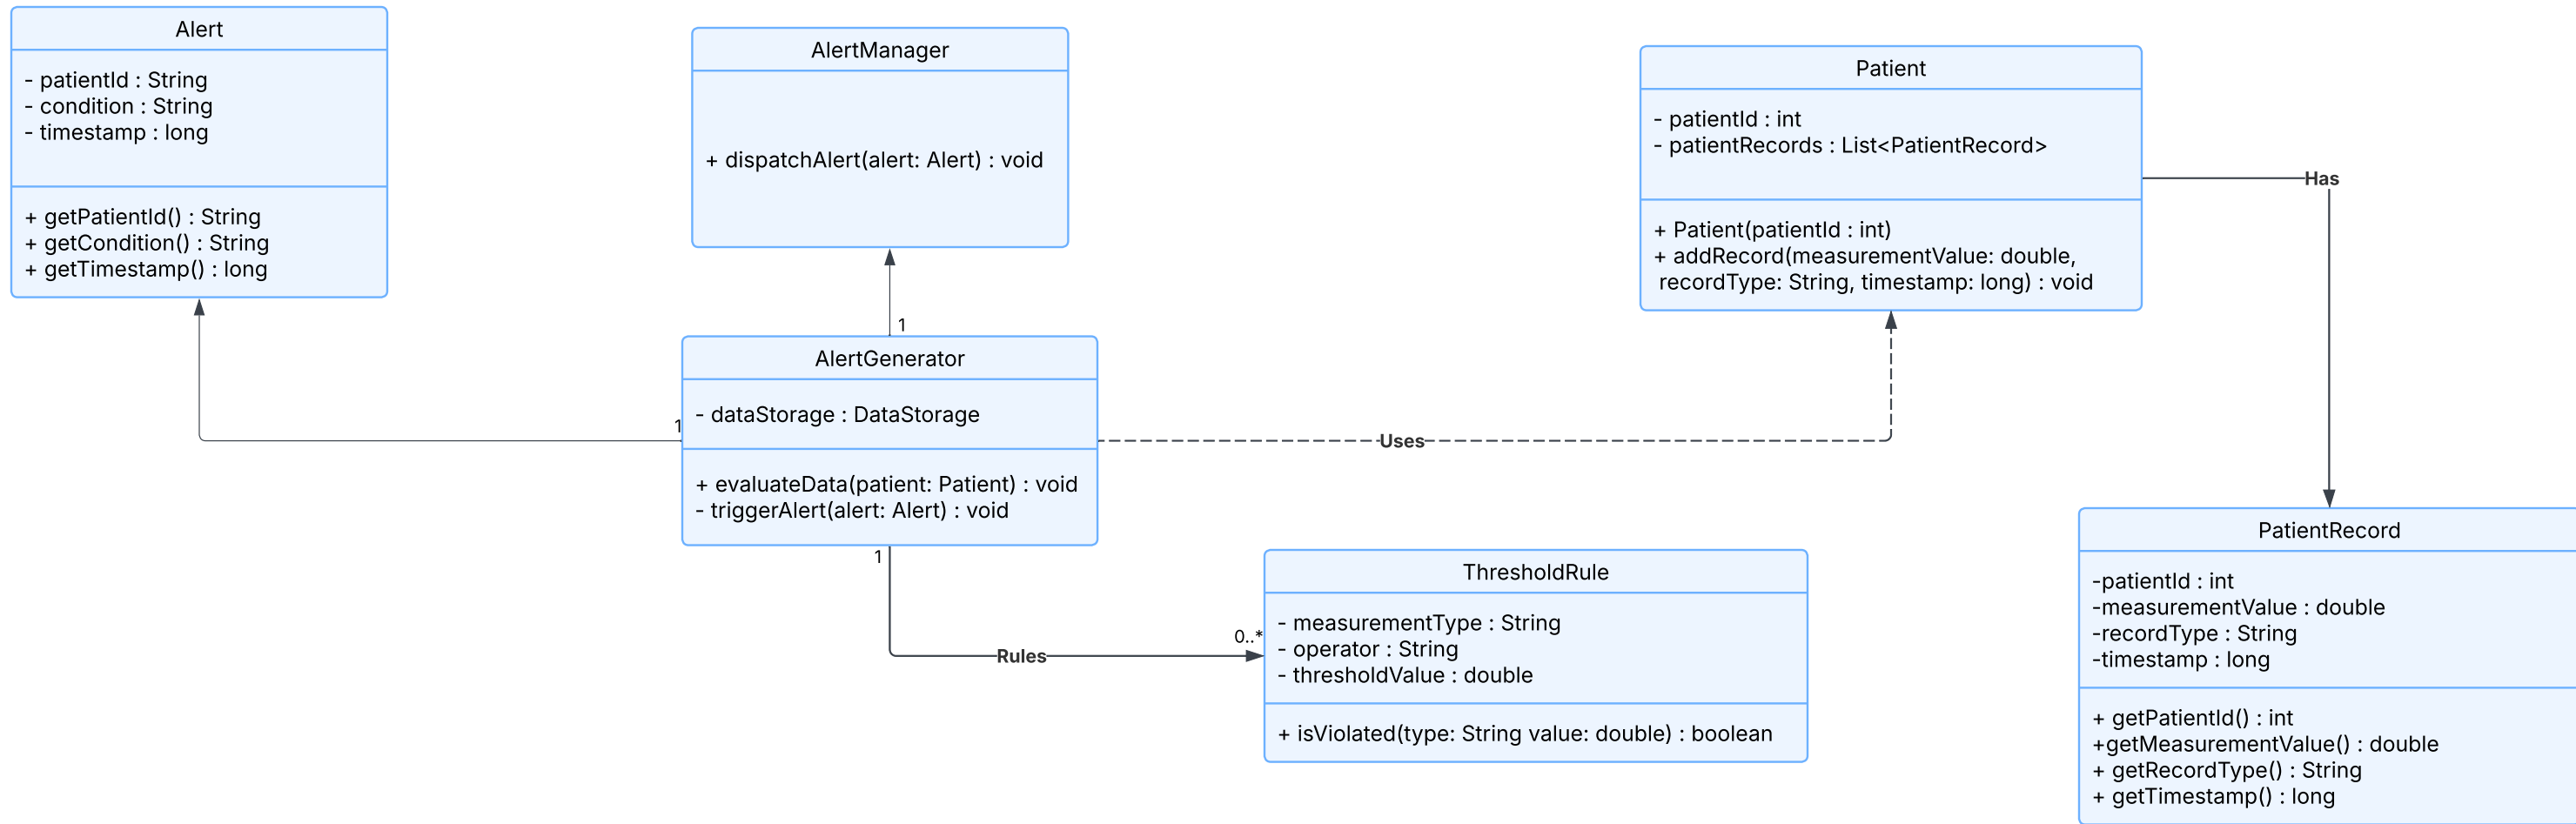 Alert
- patientId : String
- condition : String
- timestamp : long
+ getPatientId() : String
+ getCondition() : String
+ getTimestamp() : long
AlertManager
+ dispatchAlert(alert: Alert) : void
Patient
- patientId : int
- patientRecords : List<PatientRecord>
+ Patient(patientId : int)
+ addRecord(measurementValue: double,
recordType: String, timestamp: long) : void
Has
1
AlertGenerator
- dataStorage : DataStorage
+ evaluateData(patient: Patient) : void
- triggerAlert(alert: Alert) : void
1
Uses
1
0..*
Rules
ThresholdRule
- measurementType : String
- operator : String
- thresholdValue : double
+ isViolated(type: String value: double) : boolean
PatientRecord
-patientId : int
-measurementValue : double
-recordType : String
-timestamp : long
+ getPatientId() : int
+getMeasurementValue() : double
+ getRecordType() : String
+ getTimestamp() : long